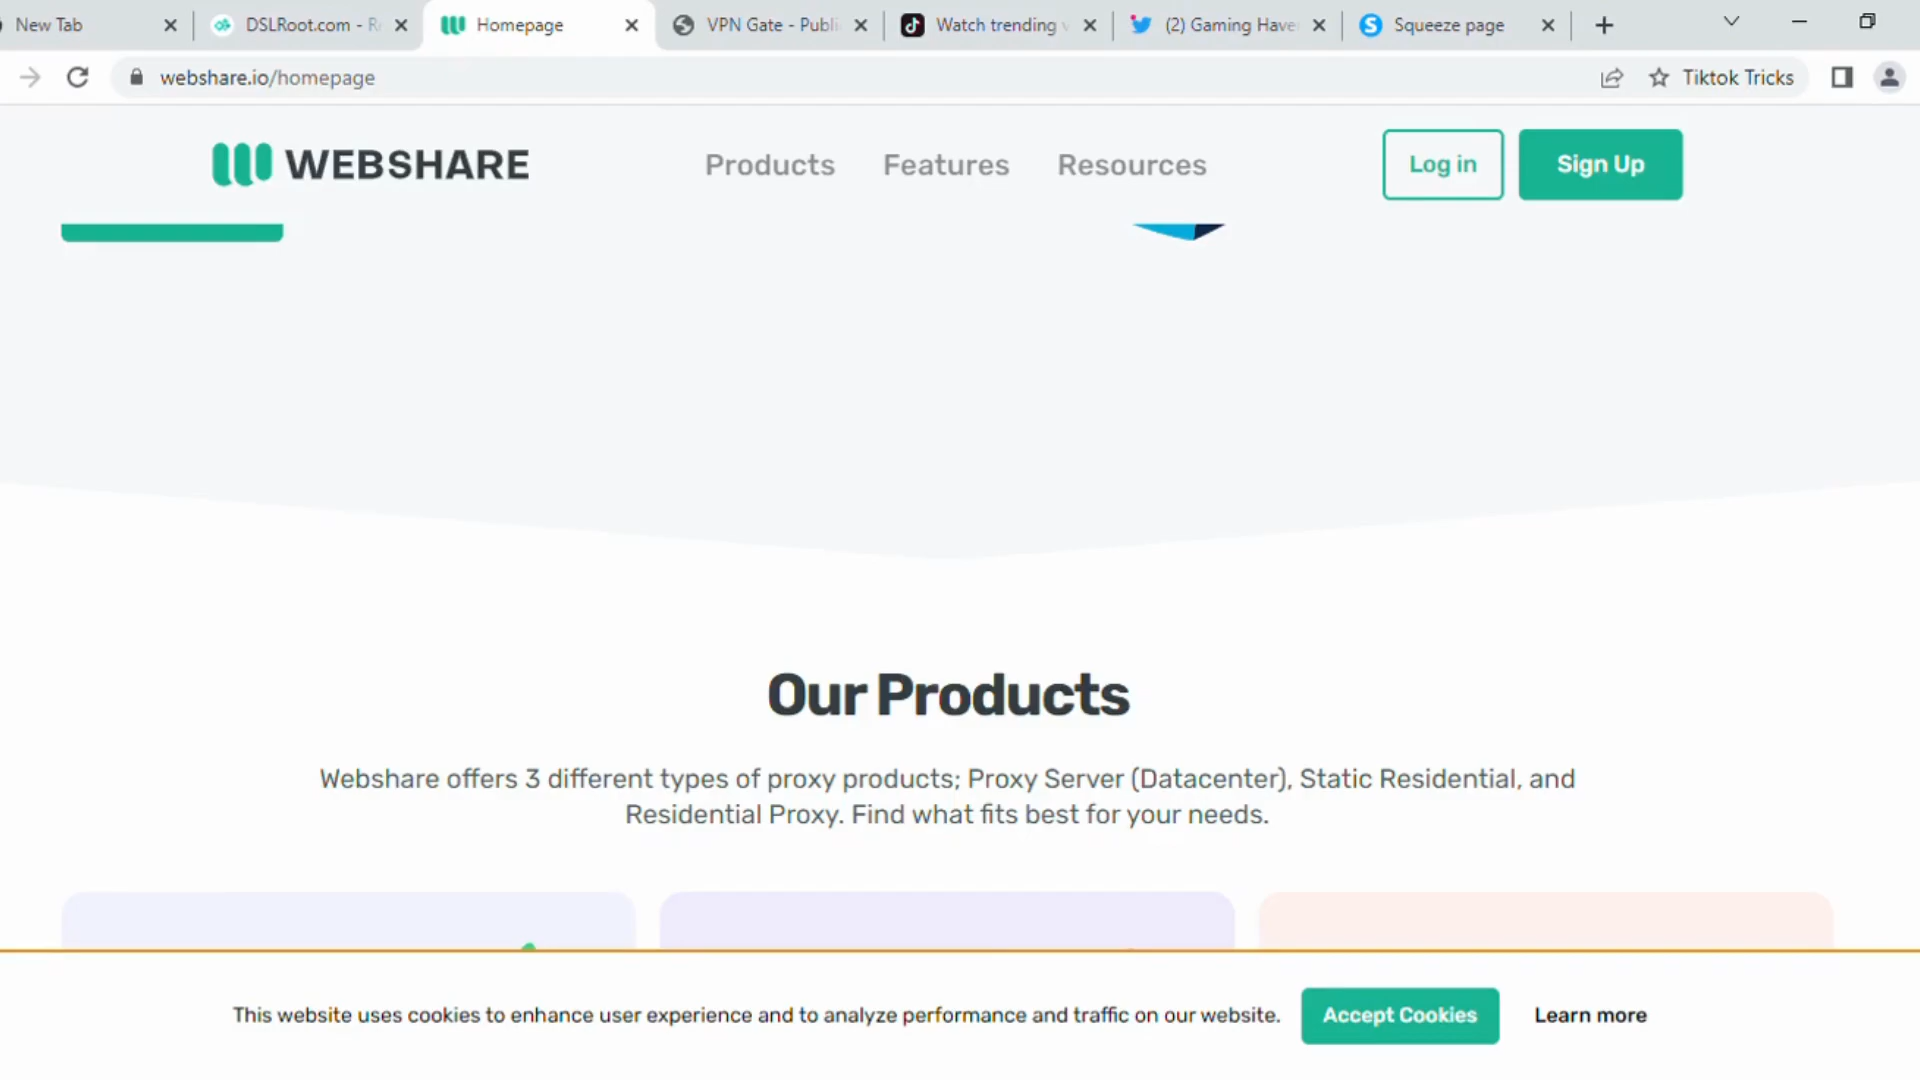 New Tab
DSLRoot.com - R
Homepage
VPN Gate - Publi
Watch trending v
(2) Gaming Have
Squeeze page
webshare.io/homepage
Tiktok Tricks
WEBSHARE
Products
Features
Resources
Log in
Sign Up
Our Products
Webshare offers 3 different types of proxy products; Proxy Server (Datacenter), Static Residential, and
Residential Proxy. Find what fits best for your needs.
This website uses cookies to enhance user experience and to analyze performance and traffic on our website.
Accept Cookies
Learn more